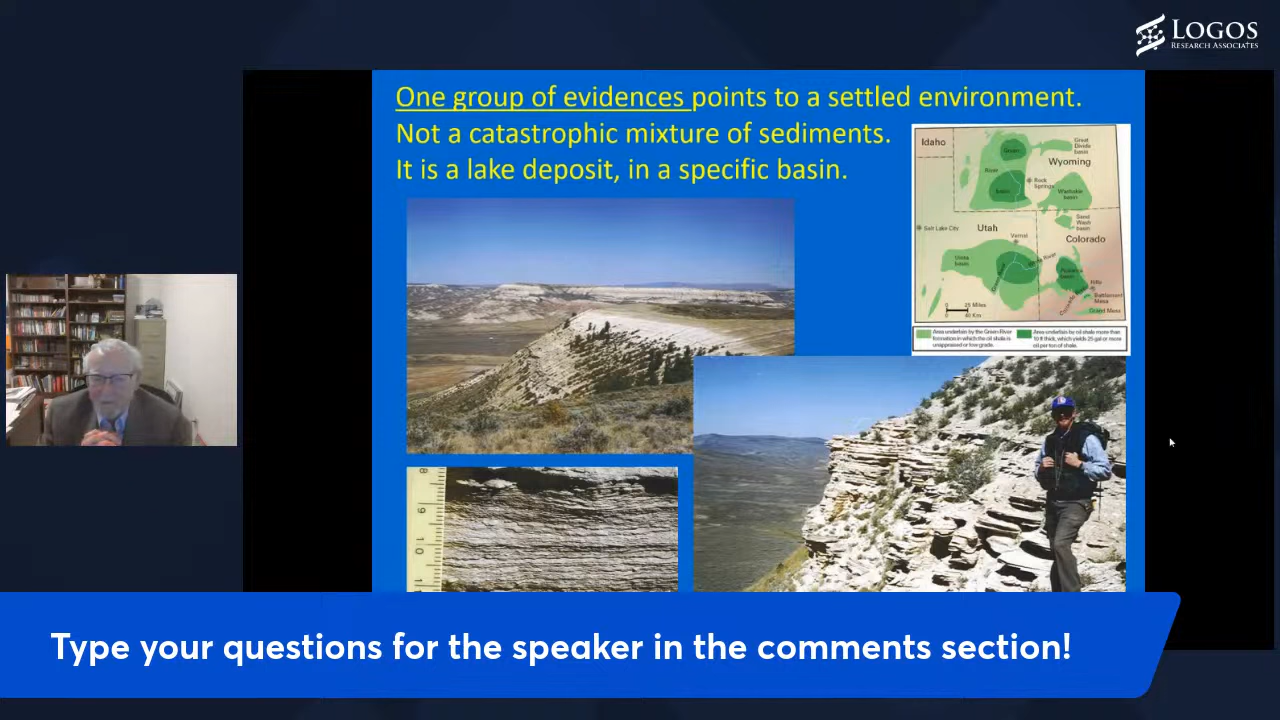 LOGOS
RESEARCH ASSOCIATES
One group of evidences points to a settled environment.
Not a catastrophic mixture of sediments.
It is a lake deposit, in a specific basin.
Idaho
Wyoming
Great
Divide
basin
Green
River
basin
Rock
Springs
Washakie
basin
Sand
Wash
basin
Salt Lake City
Utah
Vernal
Colorado
Uinta
basin
Piceance
basin
Rifle
Battlement
Mesa
Grand Mesa
25 Miles
40 Km
Area underlain by the Green River
formation in which the oil shale is
unappraised or low grade.
Area underlain by oil shale more than
10 ft thick, which yields 25 gal or more
oil per ton of shale.
8
9
10
Type your questions for the speaker in the comments section!